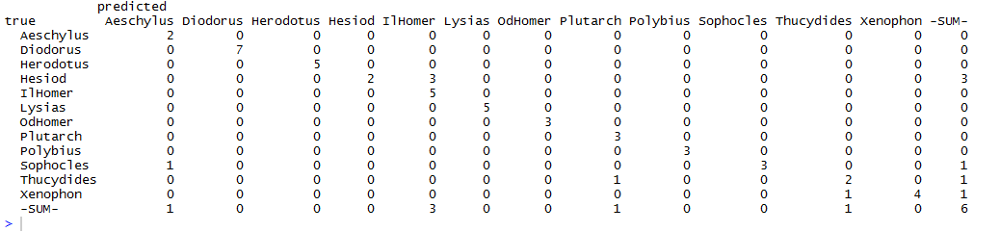 predicted
true Aeschylus Diodorus Herodotus Hesiod IlHomer Lysias OdHomer Plutarch Polybius Sophocles Thucydides Xenophon -SUM-
Aeschylus 2 0 0 0 0 0 0 0 0 0 0 0 0
Diodorus 0 7 0 0 0 0 0 0 0 0 0 0 0
Herodotus 0 0 5 0 0 0 0 0 0 0 0 0 0
Hesiod 0 0 0 2 3 0 0 0 0 0 0 0 3
IlHomer 0 0 0 0 5 0 0 0 0 0 0 0 0
Lysias 0 0 0 0 0 5 0 0 0 0 0 0 0
OdHomer 0 0 0 0 0 0 3 0 0 0 0 0 0
Plutarch 0 0 0 0 0 0 0 3 0 0 0 0 0
Polybius 0 0 0 0 0 0 0 0 3 0 0 0 0
Sophocles 1 0 0 0 0 0 0 0 0 3 0 0 1
Thucydides 0 0 0 0 0 0 0 1 0 0 2 0 1
Xenophon 0 0 0 0 0 0 0 0 0 0 1 4 1
-SUM- 1 0 0 0 3 0 0 1 0 0 1 0 6
>